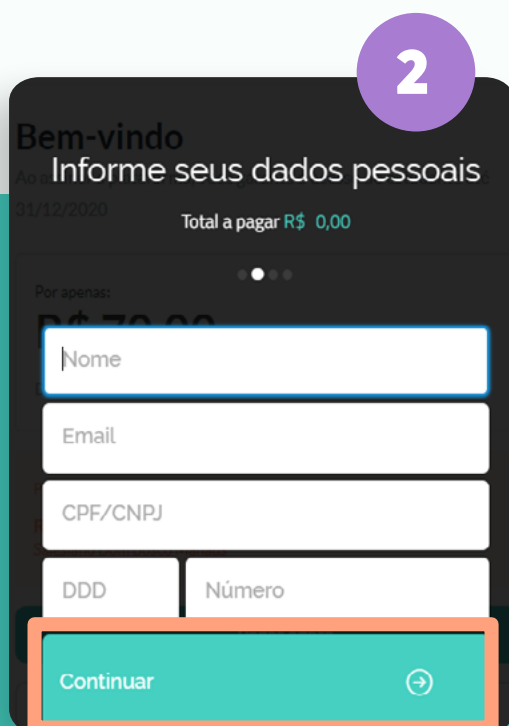 2
Bem-vindo
Informe seus dados pessoais
31/12/2020
Total a pagar R$ 0,00
Por apenas:
Nome
Email
CPF/CNPJ
DDD
Número
Continuar